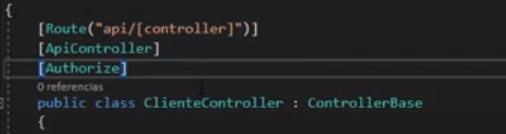 {
[Route("api/[controller]")]
[ApiController]
[Authorize]
0 referencias
public class ClienteController : ControllerBase
{